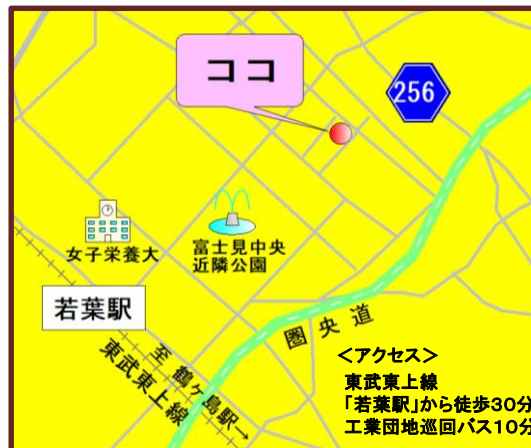 ココ
256
女子栄養大
富士見中央
近隣公園
若葉駅
圏央道
至 鶴ヶ島駅→
東武東上線
＜アクセス＞
東武東上線
「若葉駅」から徒歩30分
工業団地巡回バス10分